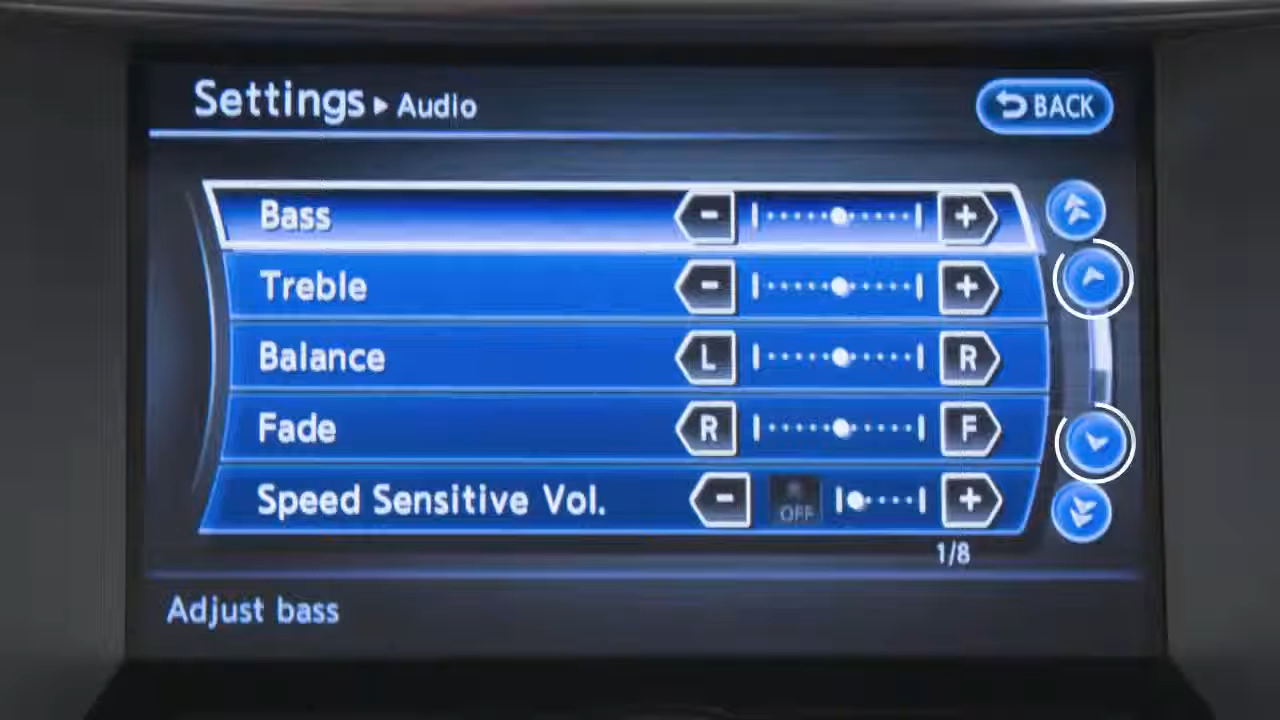 Settings ▸ Audio
BACK
Bass - +
Treble - +
Balance L R
Fade R F
Speed Sensitive Vol. - OFF +
1/8
Adjust bass